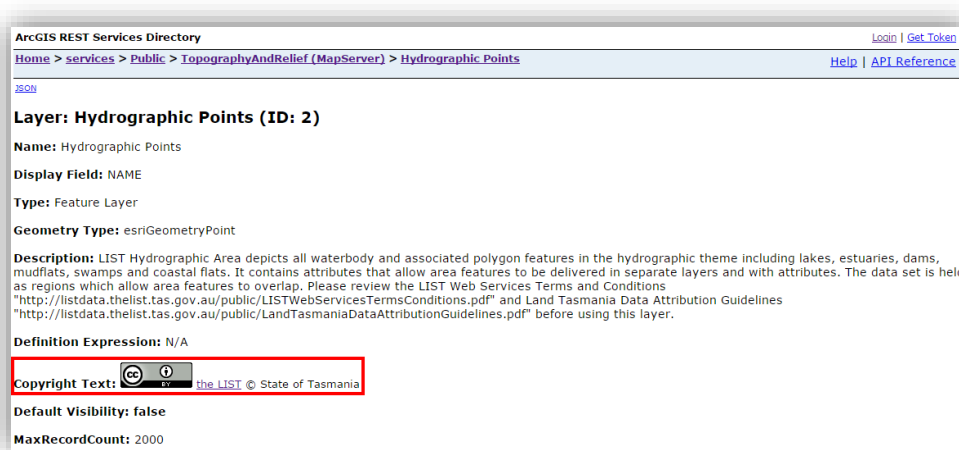 ArcGIS REST Services Directory
Login | Get Token
Home > services > Public > TopographyAndRelief (MapServer) > Hydrographic Points
Help | API Reference
JSON
Layer: Hydrographic Points (ID: 2)
Name: Hydrographic Points
Display Field: NAME
Type: Feature Layer
Geometry Type: esriGeometryPoint
Description: LIST Hydrographic Area depicts all waterbody and associated polygon features in the hydrographic theme including lakes, estuaries, dams,
mudflats, swamps and coastal flats. It contains attributes that allow area features to be delivered in separate layers and with attributes. The data set is held
as regions which allow area features to overlap. Please review the LIST Web Services Terms and Conditions
"http://listdata.thelist.tas.gov.au/public/LISTWebServicesTermsConditions.pdf" and Land Tasmania Data Attribution Guidelines
"http://listdata.thelist.tas.gov.au/public/LandTasmaniaDataAttributionGuidelines.pdf" before using this layer.
Definition Expression: N/A
Copyright Text: cc BY the LIST © State of Tasmania
Default Visibility: false
MaxRecordCount: 2000